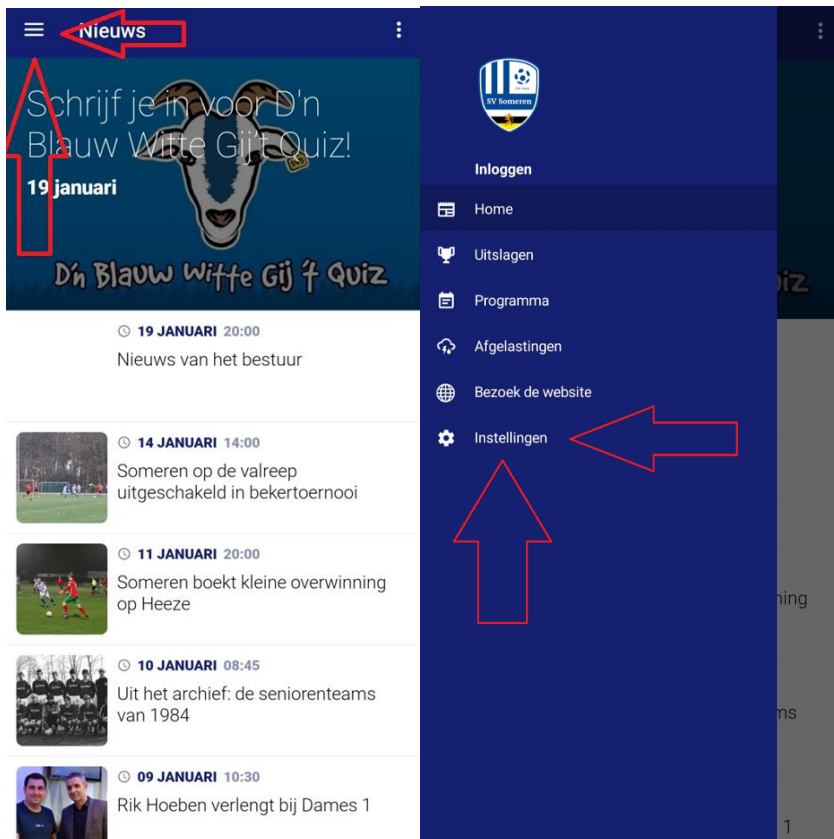 Nieuws
Schrijf je in voor D'n
Blauw Witte Gij't Quiz!
19 januari
D'n Blauw Witte Gij 't Quiz
19 JANUARI 20:00
Nieuws van het bestuur
14 JANUARI 14:00
Someren op de valreep
uitgeschakeld in bekertoernooi
11 JANUARI 20:00
Someren boekt kleine overwinning
op Heeze
10 JANUARI 08:45
Uit het archief: de seniorenteams
van 1984
09 JANUARI 10:30
Rik Hoeben verlengt bij Dames 1
SV Someren
Inloggen
Home
Uitslagen
Programma
Afgelastingen
Bezoek de website
Instellingen
iz
ning
ms
1